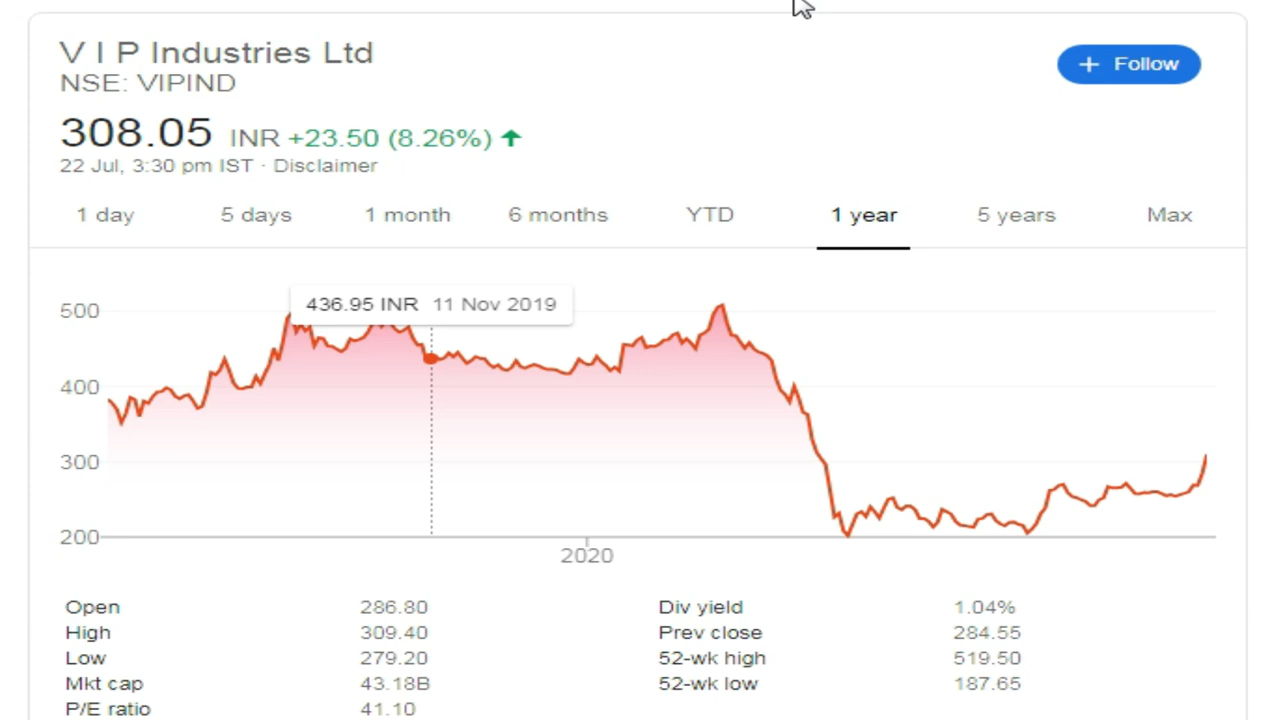 V I P Industries Ltd
NSE: VIPIND
+ Follow
308.05 INR +23.50 (8.26%) ↑
22 Jul, 3:30 pm IST · Disclaimer
1 day 5 days 1 month 6 months YTD 1 year 5 years Max
436.95 INR 11 Nov 2019
500
400
300
200
2020
Open 286.80 Div yield 1.04%
High 309.40 Prev close 284.55
Low 279.20 52-wk high 519.50
Mkt cap 43.18B 52-wk low 187.65
P/E ratio 41.10